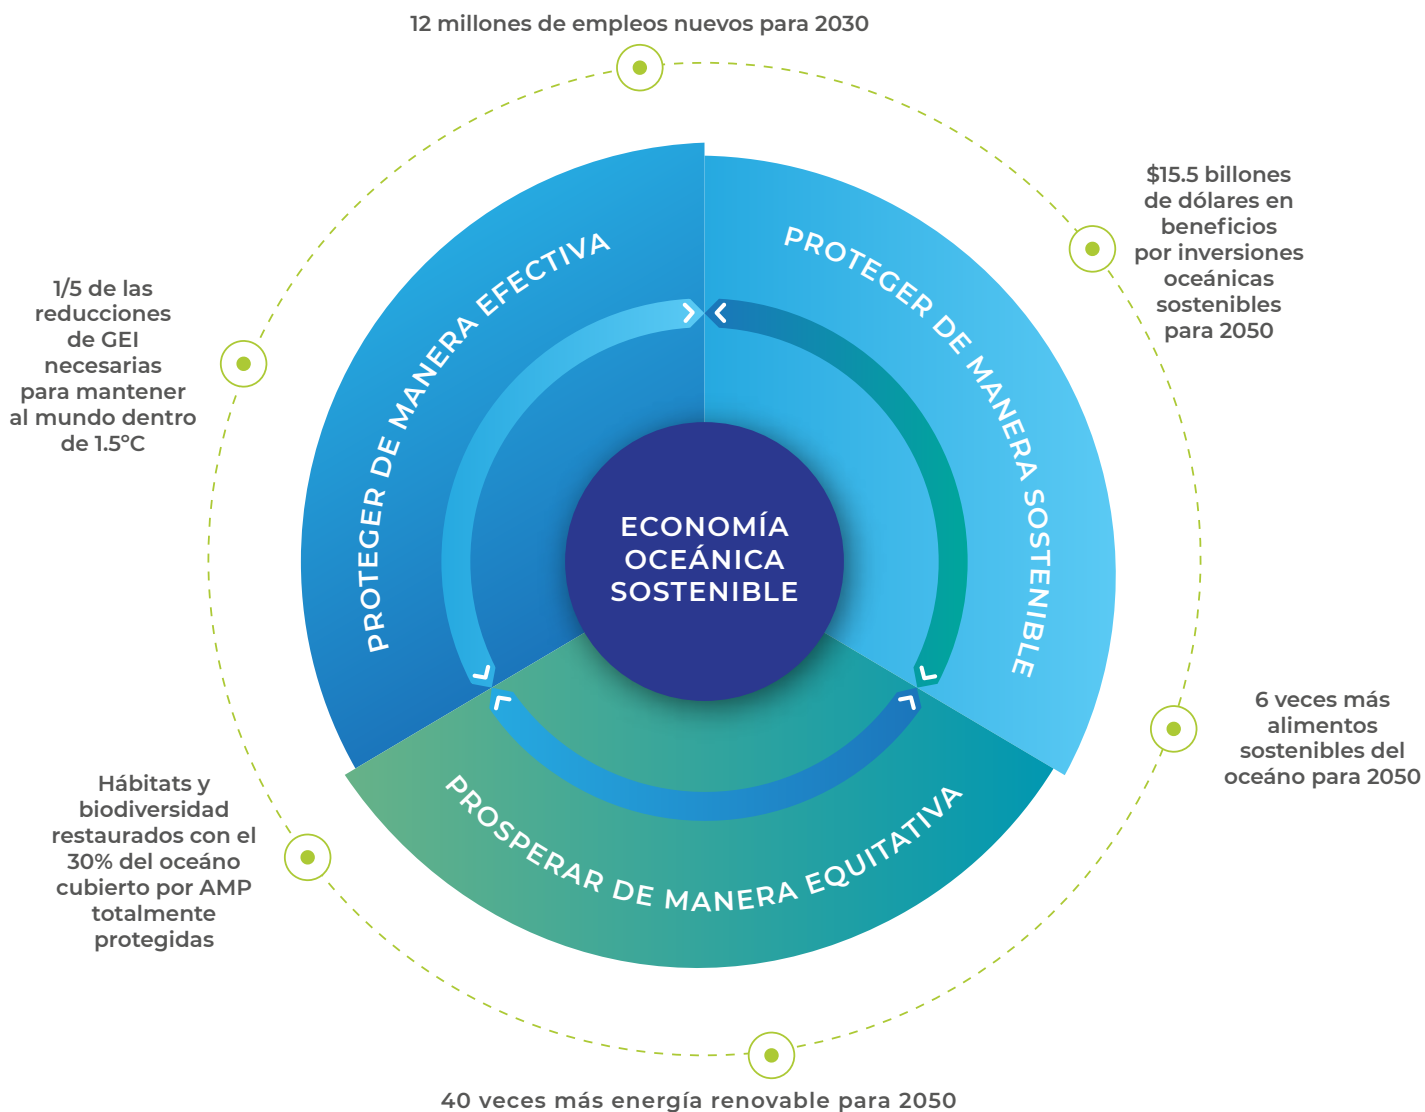 12 millones de empleos nuevos para 2030
$15.5 billones
de dólares en
beneficios
por inversiones
oceánicas
sostenibles
para 2050
1/5 de las
reducciones
de GEI
necesarias
para mantener
al mundo dentro
de 1.5ºC
PROTEGER DE MANERA EFECTIVA
PROTEGER DE MANERA SOSTENIBLE
ECONOMÍA
OCEÁNICA
SOSTENIBLE
PROSPERAR DE MANERA EQUITATIVA
6 veces más
alimentos
sostenibles del
oceáno para 2050
Hábitats y
biodiversidad
restaurados con el
30% del oceáno
cubierto por AMP
totalmente
protegidas
40 veces más energía renovable para 2050